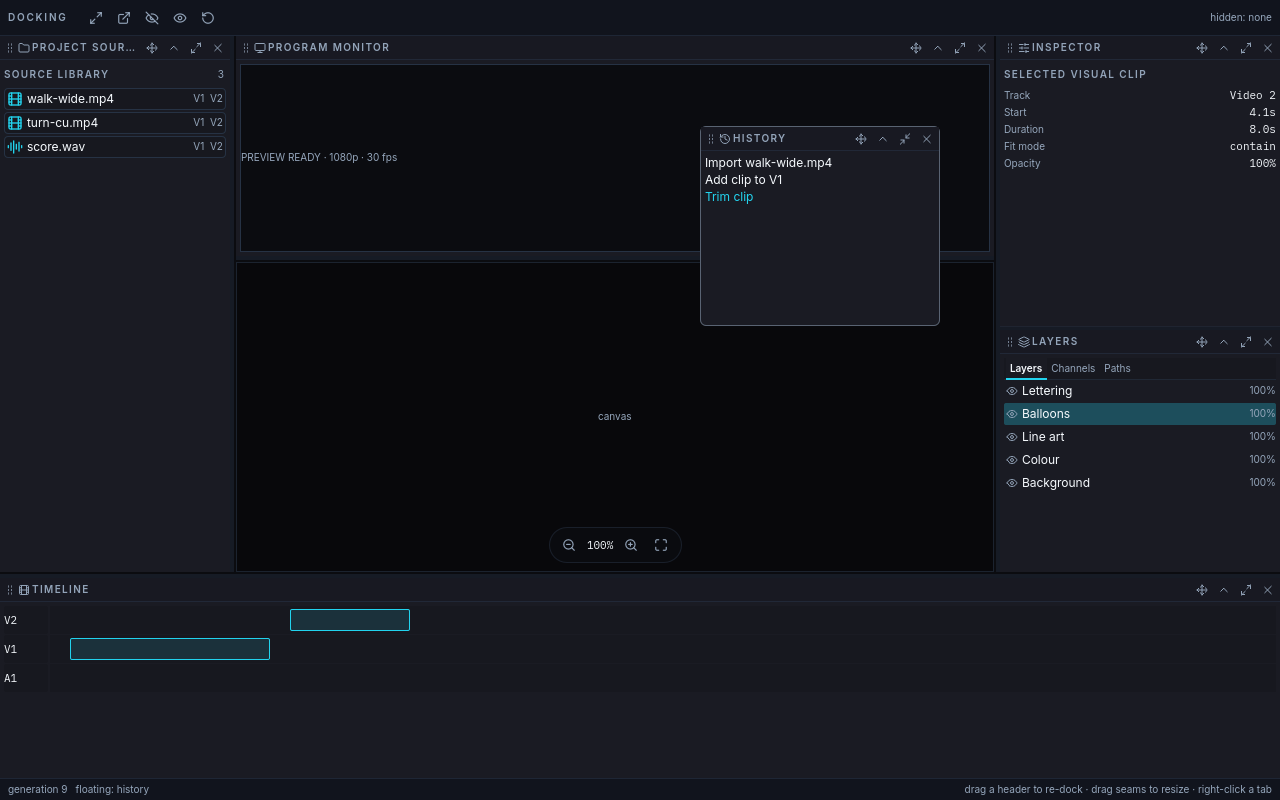 DOCKING
hidden: none
PROJECT SOUR...
SOURCE LIBRARY 3
walk-wide.mp4 V1 V2
turn-cu.mp4 V1 V2
score.wav V1 V2
PROGRAM MONITOR
PREVIEW READY · 1080p · 30 fps
HISTORY
Import walk-wide.mp4
Add clip to V1
Trim clip
canvas
100%
INSPECTOR
SELECTED VISUAL CLIP
Track Video 2
Start 4.1s
Duration 8.0s
Fit mode contain
Opacity 100%
LAYERS
Layers Channels Paths
Lettering 100%
Balloons 100%
Line art 100%
Colour 100%
Background 100%
TIMELINE
V2
V1
A1
generation 9 floating: history
drag a header to re-dock · drag seams to resize · right-click a tab